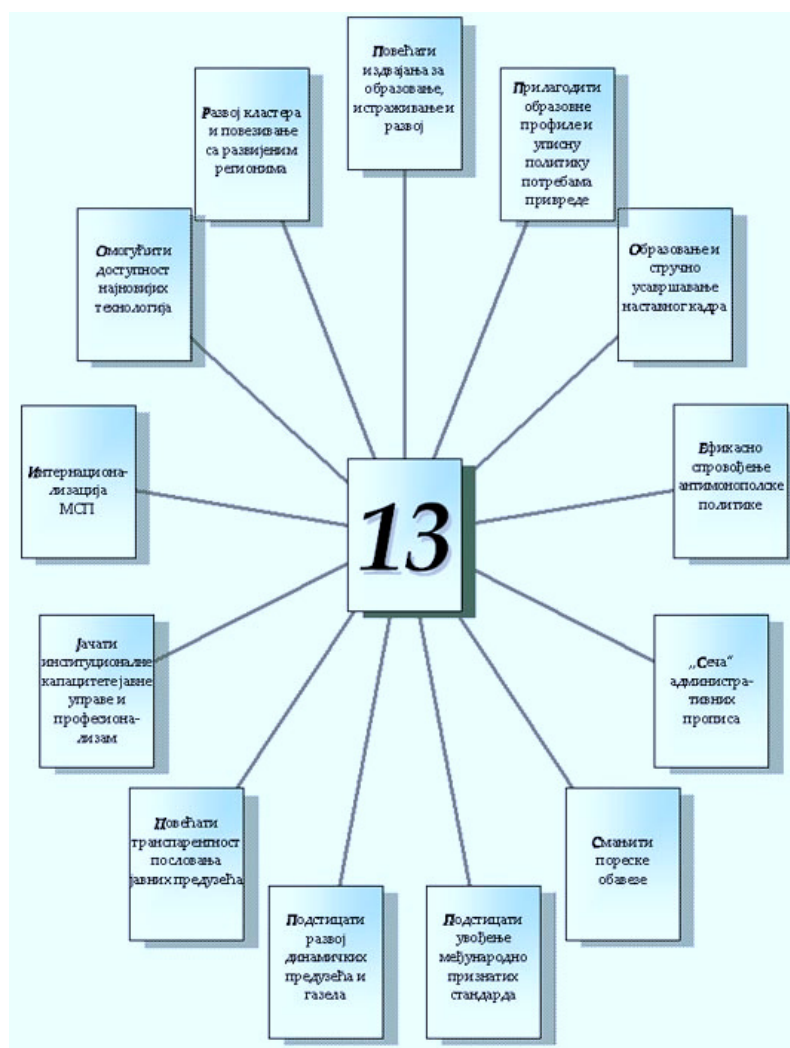 Повећати
издвајања за
образовање,
истраживање и
развој
Прилагодити
образовне
профиле и
уписну
политику
потребама
привреде
Образовање и
стручно
усавршавање
наставног кадра
Ефикасно
спровођење
антимонополске
политике
„Сеча“
администра-
тивних
прописа
Смањити
пореске
обавезе
Подстицати
увођење
међународно
признатих
стандарда
Подстицати
развој
динамичких
предузећа и
газела
Повећати
транспарентност
пословања
јавних предузећа
Јачати
институционалне
капацитете јавне
управе и
професиона-
лизам
Интернациона-
лизација
МСП
Омогућити
доступност
најновијих
технологија
Развој кластера
и повезивање
са развијеним
регионима
13